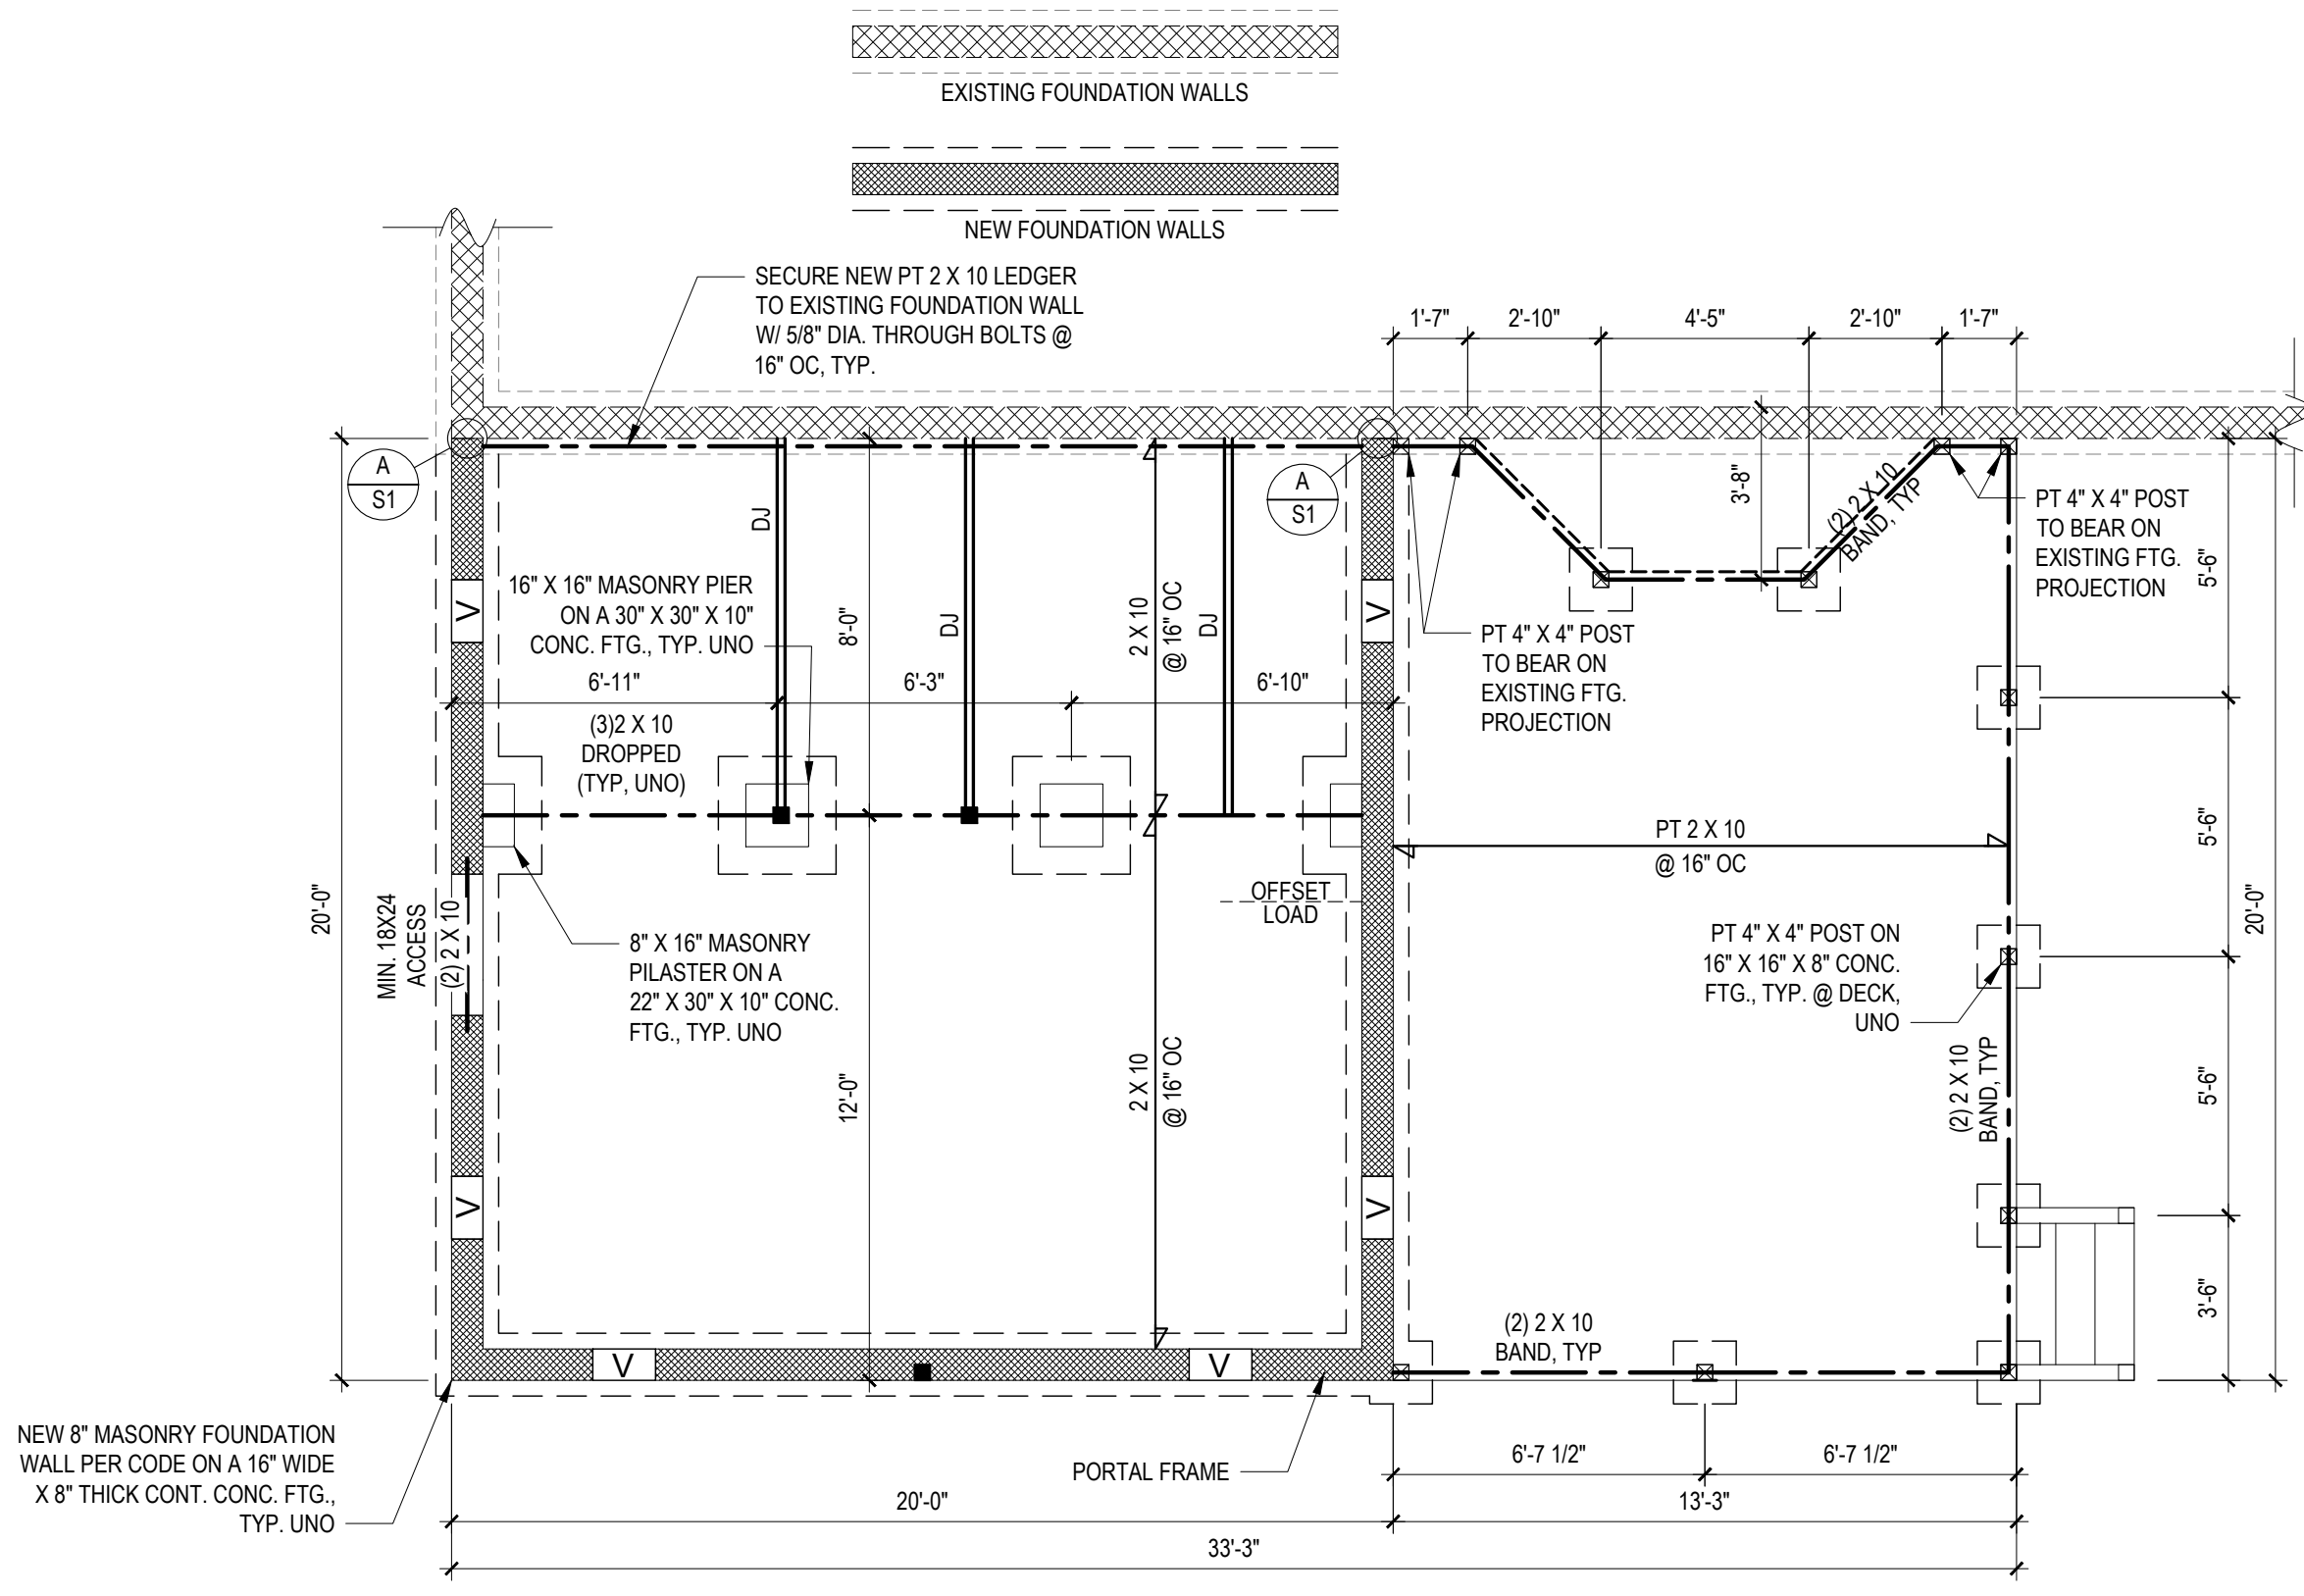 EXISTING FOUNDATION WALLS
NEW FOUNDATION WALLS
SECURE NEW PT 2 X 10 LEDGER
TO EXISTING FOUNDATION WALL
W/ 5/8" DIA. THROUGH BOLTS @
16" OC, TYP.
1'-7"
2'-10"
4'-5"
2'-10"
1'-7"
A
S1
A
S1
DJ
DJ
DJ
3'-8"
(2) 2 X 10
BAND, TYP
PT 4" X 4" POST
TO BEAR ON
EXISTING FTG.
PROJECTION
5'-6"
16" X 16" MASONRY PIER
ON A 30" X 30" X 10"
CONC. FTG., TYP. UNO
8'-0"
2 X 10
@ 16" OC
V
V
PT 4" X 4" POST
TO BEAR ON
EXISTING FTG.
PROJECTION
6'-11"
6'-3"
6'-10"
(3)2 X 10
DROPPED
(TYP, UNO)
PT 2 X 10
@ 16" OC
5'-6"
20'-0"
MIN. 18X24
ACCESS
(2) 2 X 10
OFFSET
LOAD
20'-0"
8" X 16" MASONRY
PILASTER ON A
22" X 30" X 10" CONC.
FTG., TYP. UNO
PT 4" X 4" POST ON
16" X 16" X 8" CONC.
FTG., TYP. @ DECK,
UNO
12'-0"
2 X 10
@ 16" OC
(2) 2 X 10
BAND, TYP
5'-6"
V
V
3'-6"
(2) 2 X 10
BAND, TYP
V
V
NEW 8" MASONRY FOUNDATION
WALL PER CODE ON A 16" WIDE
X 8" THICK CONT. CONC. FTG.,
TYP. UNO
PORTAL FRAME
6'-7 1/2"
6'-7 1/2"
20'-0"
13'-3"
33'-3"